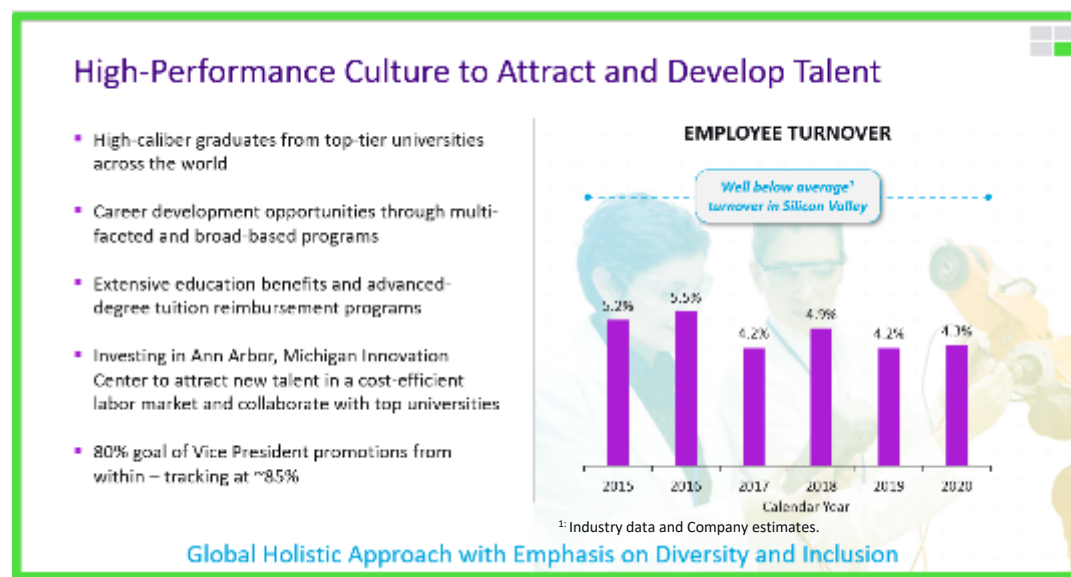 High-Performance Culture to Attract and Develop Talent
▪ High-caliber graduates from top-tier universities
across the world
▪ Career development opportunities through multi-
faceted and broad-based programs
▪ Extensive education benefits and advanced-
degree tuition reimbursement programs
▪ Investing in Ann Arbor, Michigan Innovation
Center to attract new talent in a cost-efficient
labor market and collaborate with top universities
▪ 80% goal of Vice President promotions from
within – tracking at ~85%
EMPLOYEE TURNOVER
Well below average¹
turnover in Silicon Valley
5.2% 5.5% 4.2% 4.9% 4.2% 4.3%
2015 2016 2017 2018 2019 2020
Calendar Year
¹: Industry data and Company estimates.
Global Holistic Approach with Emphasis on Diversity and Inclusion